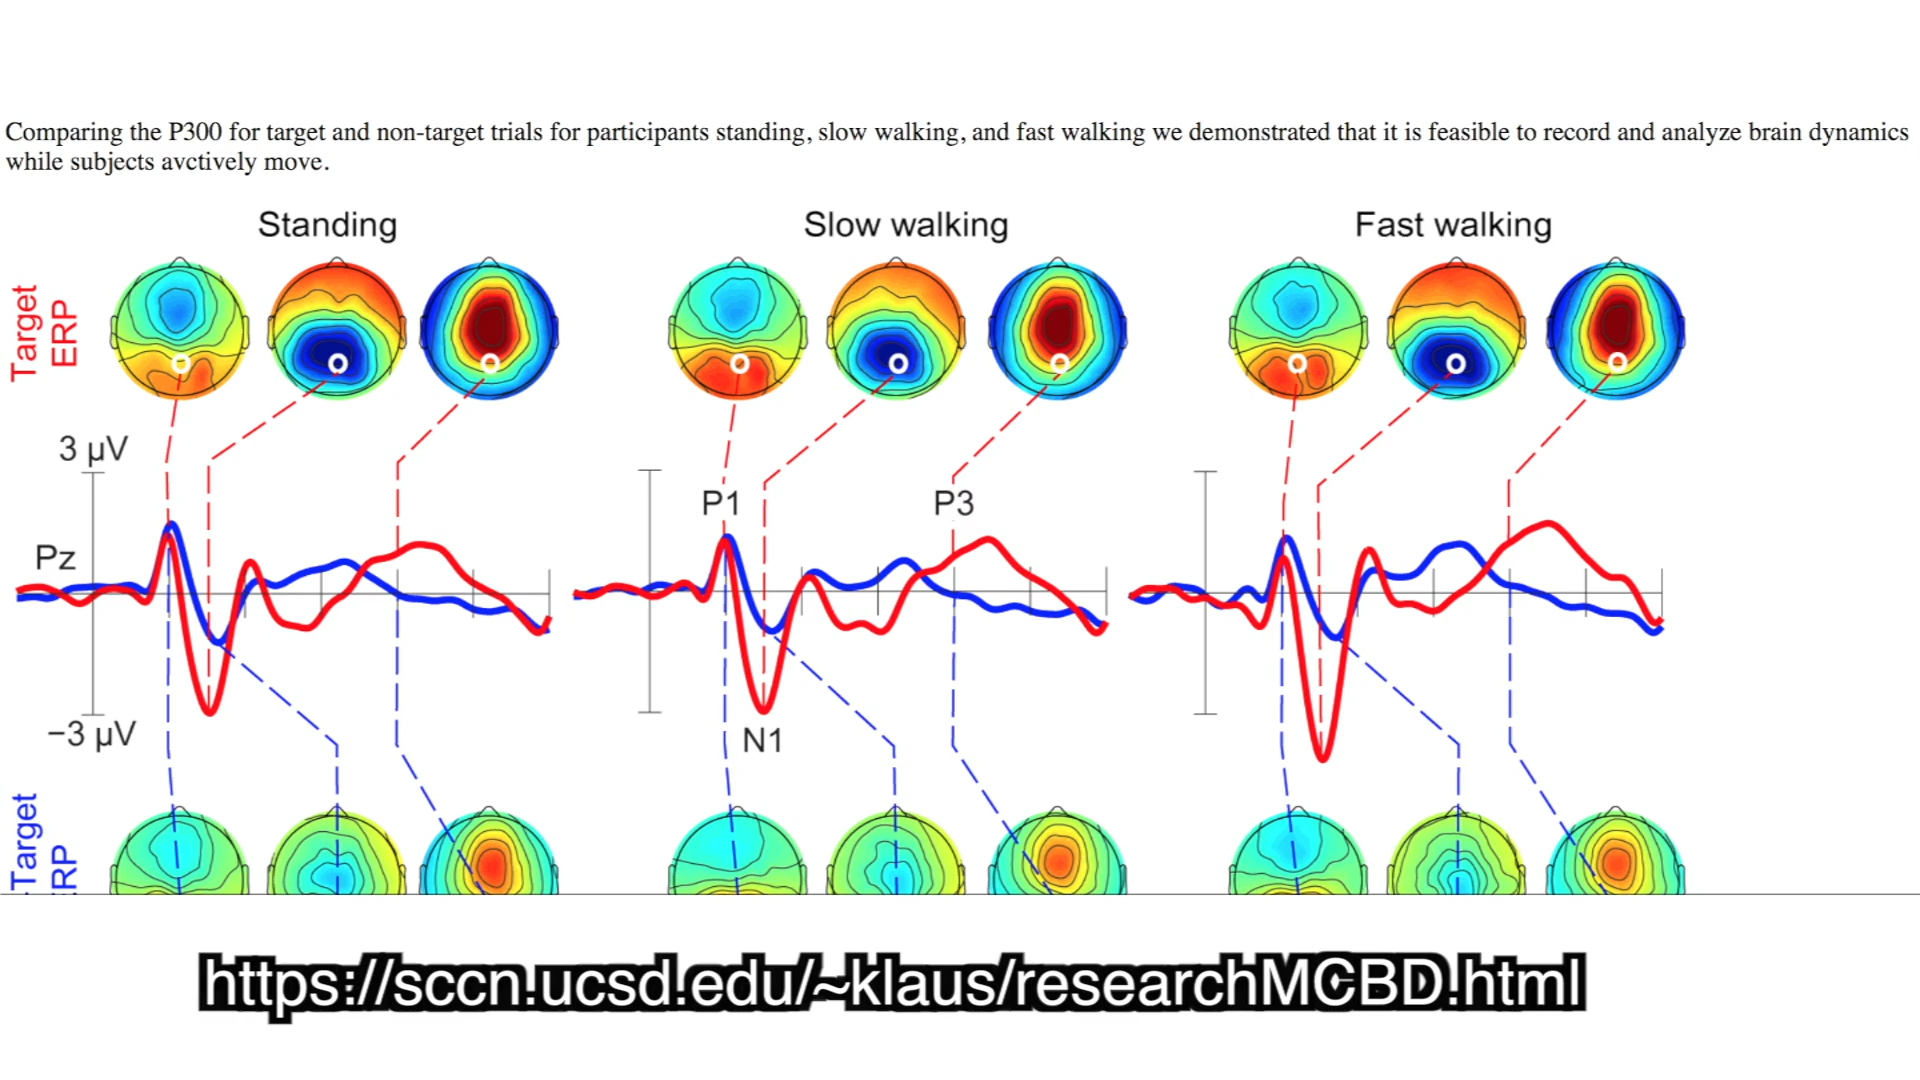 Comparing the P300 for target and non-target trials for participants standing, slow walking, and fast walking we demonstrated that it is feasible to record and analyze brain dynamics
while subjects avctively move.
Standing
Slow walking
Fast walking
Target
ERP
3 µV
P1
P3
Pz
−3 µV
N1
-Target
RP
https://sccn.ucsd.edu/~klaus/researchMCBD.html